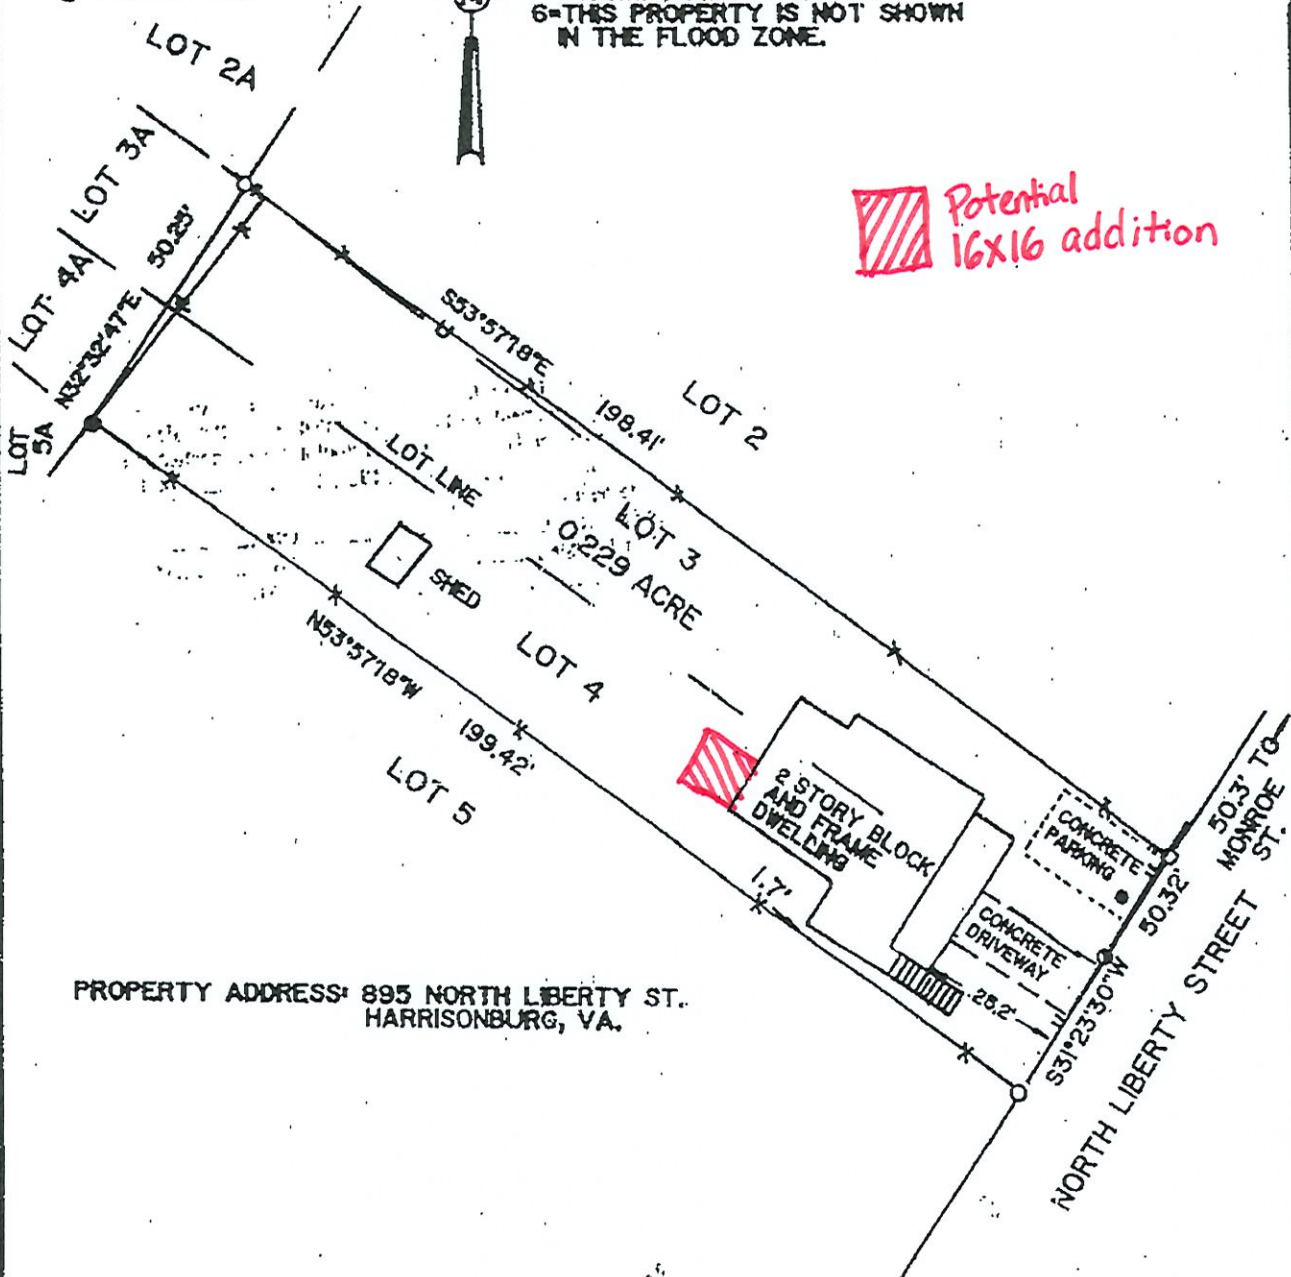 6=THIS PROPERTY IS NOT SHOWN
IN THE FLOOD ZONE.
LOT 2A
LOT 3A
LOT 4A
LOT
5A
50.25'
N32°32'47"E
Potential
16X16 addition
S53°57'18"E
198.41'
LOT 2
LOT LINE
LOT 3
0.229 ACRE
SHED
LOT 4
N53°57'18"W
199.42'
LOT 5
2 STORY BLOCK
AND FRAME
DWELLING
1.7'
CONCRETE
PARKING
CONCRETE
DRIVEWAY
50.3' TO
MONROE
ST.
50.32'
S31°23'30"W
NORTH LIBERTY STREET
PROPERTY ADDRESS: 895 NORTH LIBERTY ST.
HARRISONBURG, VA.